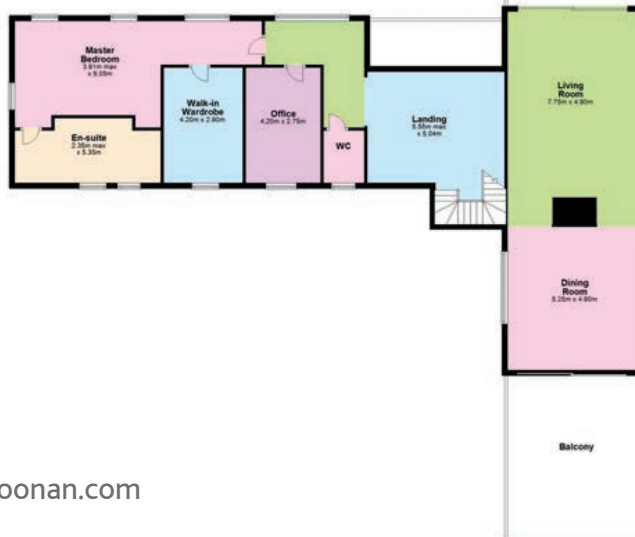 Master
Bedroom
3.91m max
x 9.05m
En-suite
2.35m max
x 5.35m
Walk-in
Wardrobe
4.20m x 2.80m
Office
4.20m x 2.75m
WC
Landing
5.55m max
x 5.04m
Living
Room
7.75m x 4.90m
Dining
Room
5.25m x 4.90m
Balcony
oonan.com